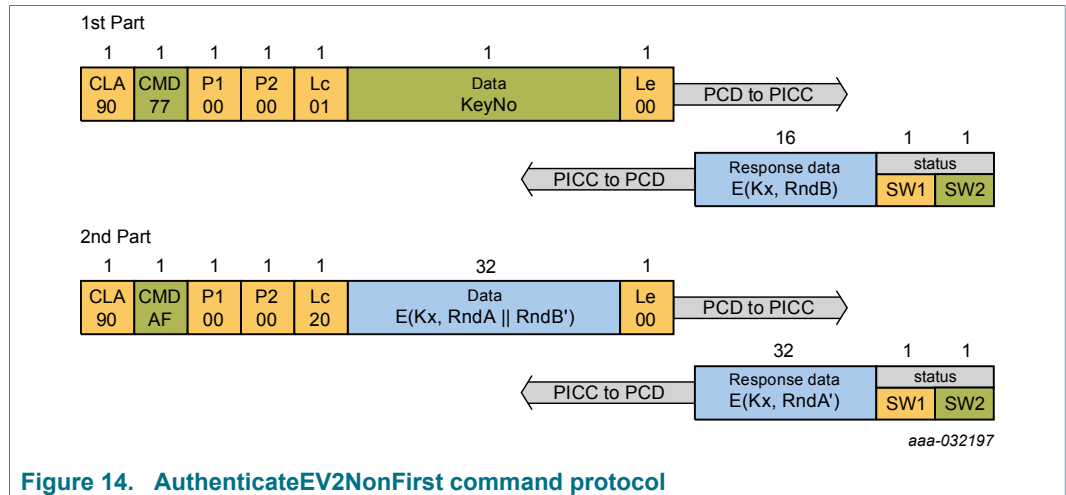 1st Part
1 1 1 1 1 1 1
CLA CMD P1 P2 Lc Data Le
90 77 00 00 01 KeyNo 00
PCD to PICC
16 1 1
Response data status
E(Kx, RndB) SW1 SW2
PICC to PCD
2nd Part
1 1 1 1 1 32 1
CLA CMD P1 P2 Lc Data Le
90 AF 00 00 20 E(Kx, RndA || RndB') 00
PCD to PICC
32 1 1
Response data status
E(Kx, RndA') SW1 SW2
PICC to PCD
aaa-032197
Figure 14. AuthenticateEV2NonFirst command protocol